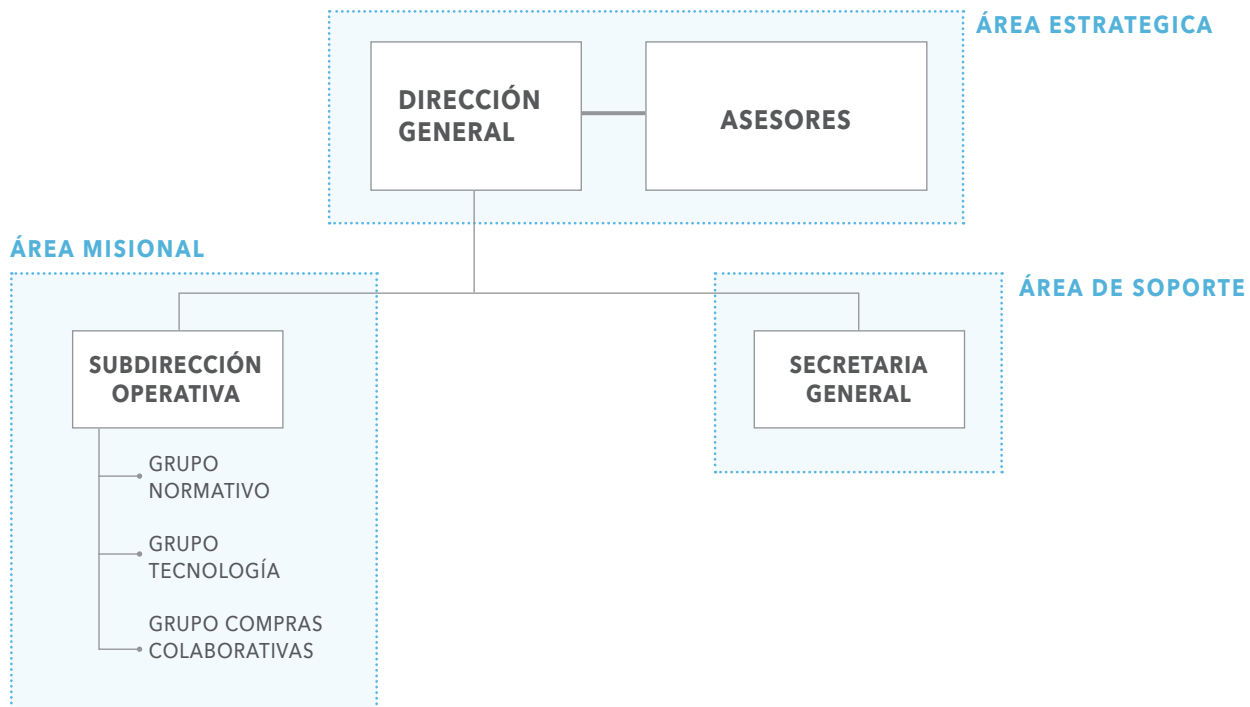 ÁREA ESTRATEGICA
DIRECCIÓN
GENERAL
ASESORES
ÁREA MISIONAL
ÁREA DE SOPORTE
SUBDIRECCIÓN
OPERATIVA
SECRETARIA
GENERAL
GRUPO
NORMATIVO
GRUPO
TECNOLOGÍA
GRUPO COMPRAS
COLABORATIVAS